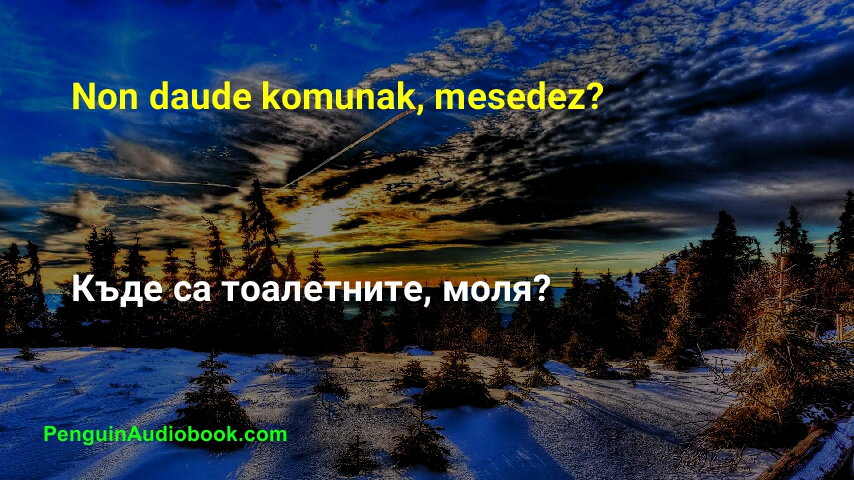 Non daude komunak, mesedez?
Къде са тоалетните, моля?
PenguinAudiobook.com